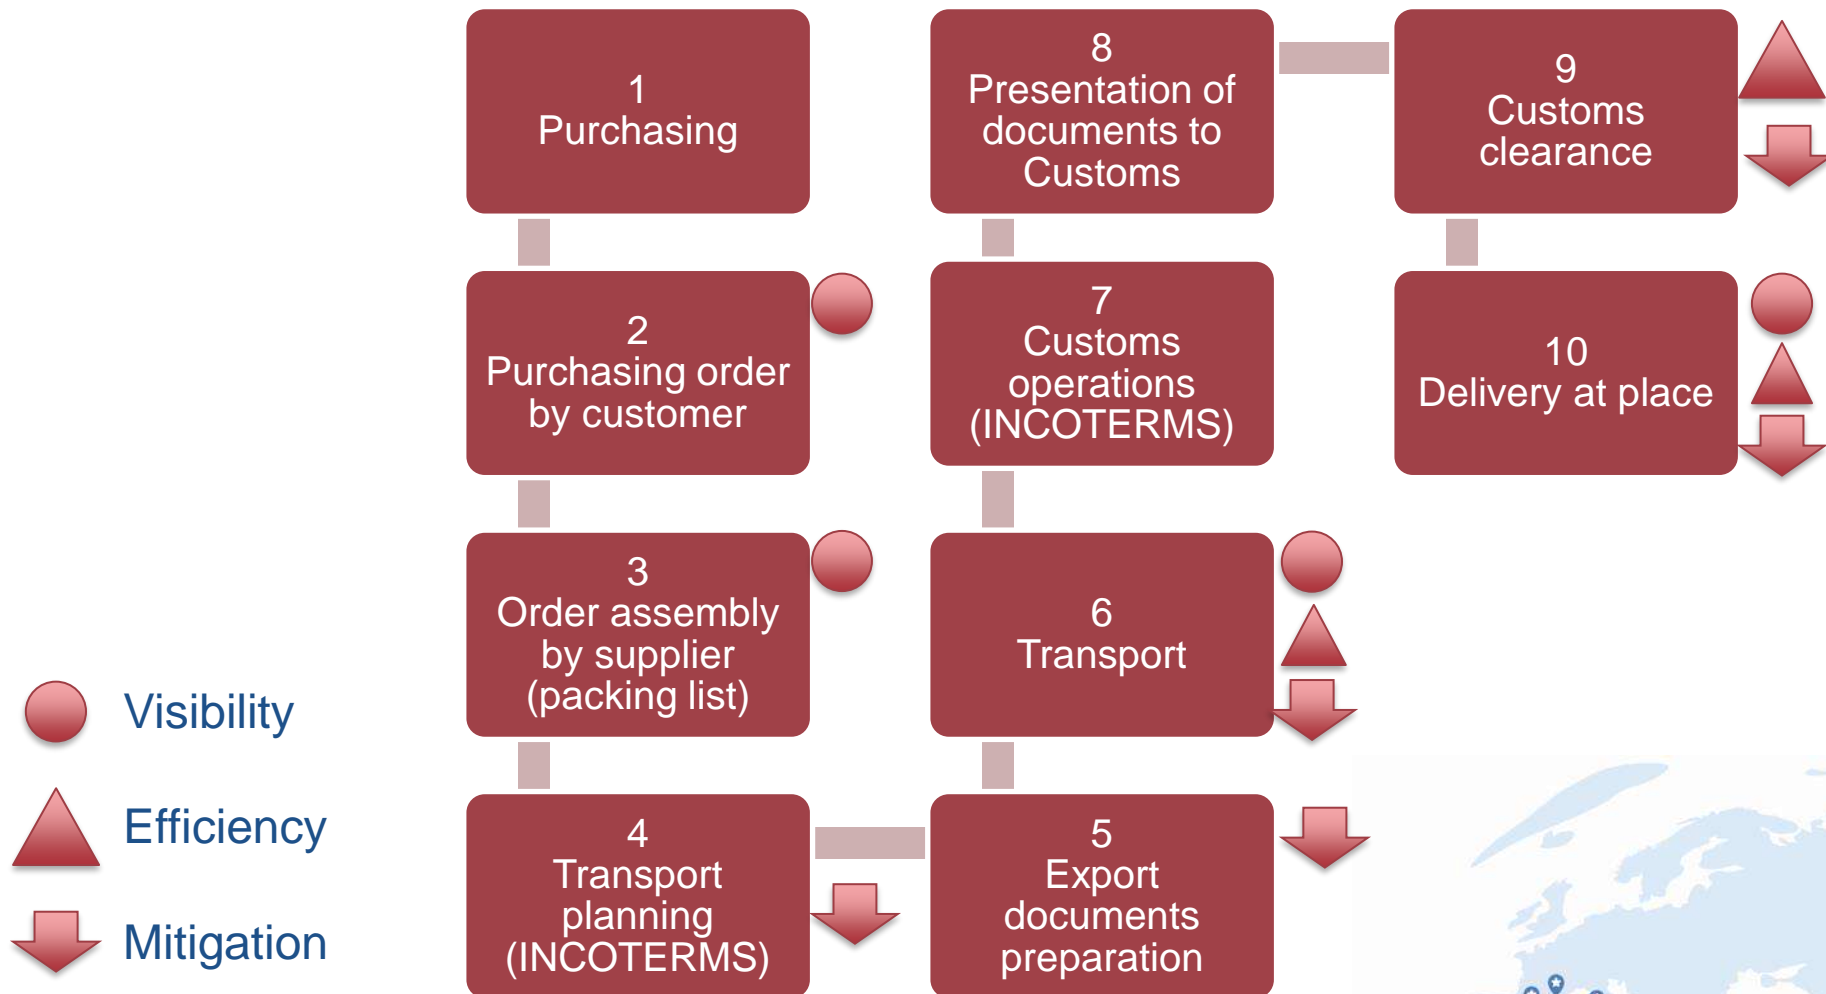 1
Purchasing
2
Purchasing order
by customer
3
Order assembly
by supplier
(packing list)
4
Transport
planning
(INCOTERMS)
5
Export
documents
preparation
6
Transport
7
Customs
operations
(INCOTERMS)
8
Presentation of
documents to
Customs
9
Customs
clearance
10
Delivery at place
Visibility
Efficiency
Mitigation